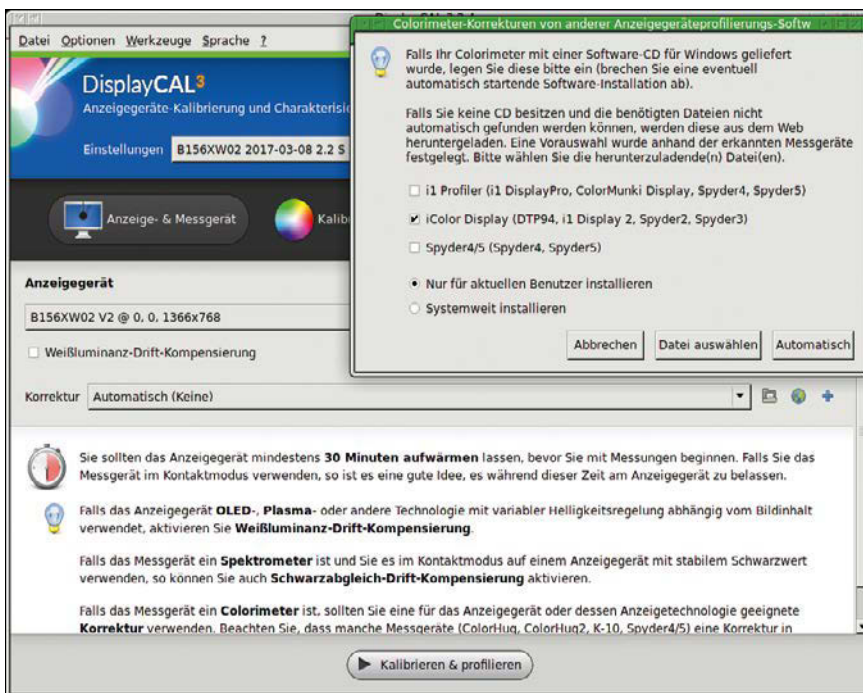 Colorimeter-Korrekturen von anderer Anzeigegeräteprofilierungs-Softw
Datei Optionen Werkzeuge Sprache ?
DisplayCAL3
Anzeigegeräte-Kalibrierung und Charakterisi
Einstellungen B156XW02 2017-03-08 2.2 S
Anzeige- & Messgerät Kalib
Anzeigegerät
B156XW02 V2 @ 0, 0, 1366x768
Weißluminanz-Drift-Kompensierung
Falls Ihr Colorimeter mit einer Software-CD für Windows geliefert
wurde, legen Sie diese bitte ein (brechen Sie eine eventuell
automatisch startende Software-Installation ab).
Falls Sie keine CD besitzen und die benötigten Dateien nicht
automatisch gefunden werden können, werden diese aus dem Web
heruntergeladen. Eine Vorauswahl wurde anhand der erkannten Messgeräte
festgelegt. Bitte wählen Sie die herunterzuladende(n) Datei(en).
i1 Profiler (i1 DisplayPro, ColorMunki Display, Spyder4, Spyder5)
iColor Display (DTP94, i1 Display 2, Spyder2, Spyder3)
Spyder4/5 (Spyder4, Spyder5)
Nur für aktuellen Benutzer installieren
Systemweit installieren
Abbrechen Datei auswählen Automatisch
Korrektur Automatisch (Keine)
Sie sollten das Anzeigegerät mindestens 30 Minuten aufwärmen lassen, bevor Sie mit Messungen beginnen. Falls Sie das
Messgerät im Kontaktmodus verwenden, so ist es eine gute Idee, es während dieser Zeit am Anzeigegerät zu belassen.
Falls das Anzeigegerät OLED-, Plasma- oder andere Technologie mit variabler Helligkeitsregelung abhängig vom Bildinhalt
verwendet, aktivieren Sie Weißluminanz-Drift-Kompensierung.
Falls das Messgerät ein Spektrometer ist und Sie es im Kontaktmodus auf einem Anzeigegerät mit stabilem Schwarzwert
verwenden, so können Sie auch Schwarzabgleich-Drift-Kompensierung aktivieren.
Falls das Messgerät ein Colorimeter ist, sollten Sie eine für das Anzeigegerät oder dessen Anzeigetechnologie geeignete
Korrektur verwenden. Beachten Sie, dass manche Messgeräte (ColorHug, ColorHug2, K-10, Spyder4/5) eine Korrektur in
Kalibrieren & profilieren